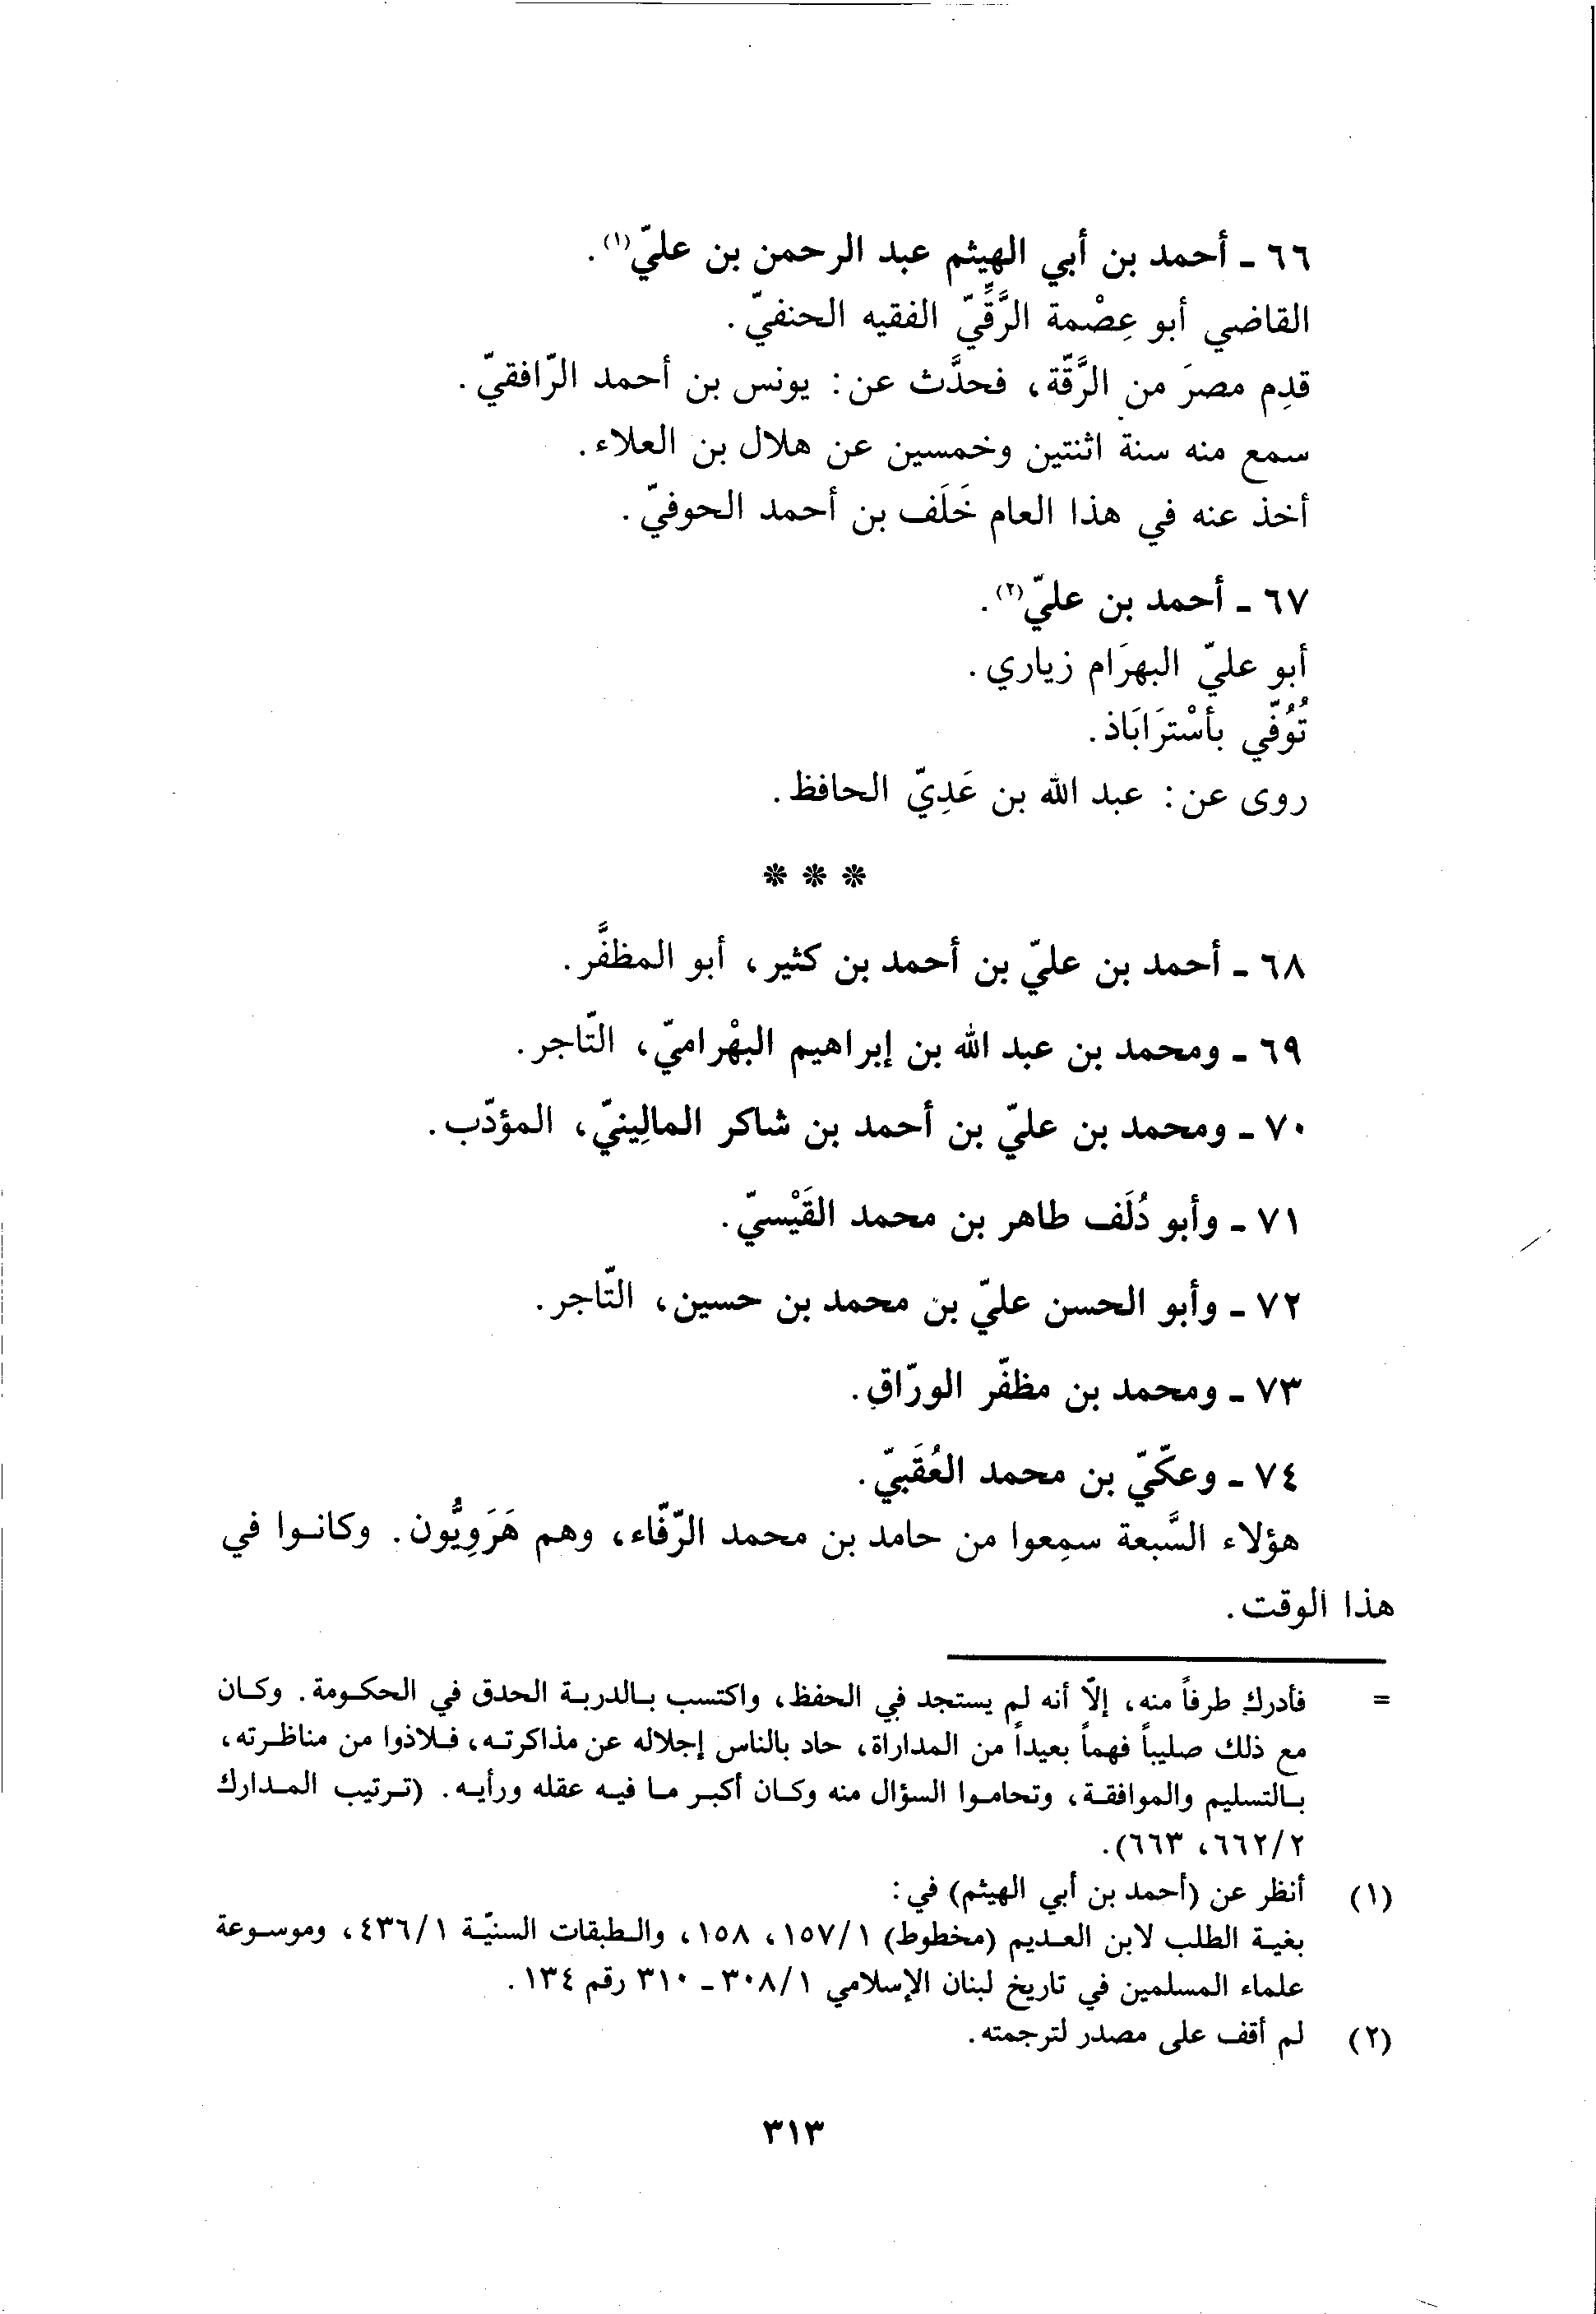 ٦٦ ـ أحمد بن أبي الهيثم عبد الرحمن بن عليّ(١).
القاضي أبو عِصْمة الرَّقِّيّ الفقيه الحنفيّ.
قدِم مصرَ من الرَّقّة، فحدَّث عن: يونس بن أحمد الرّافقيّ.
سمع منه سنة اثنتين وخمسين عن هلال بن العلاء.
أخذ عنه في هذا العام خَلَف بن أحمد الحوفيّ.
٦٧ ـ أحمد بن عليّ(٢).
أبو عليّ البهرَام زياري.
تُوُفّي بأسْترَابَاذ.
روى عن: عبد الله بن عَدِيّ الحافظ.
* * *
٦٨ ـ أحمد بن عليّ بن أحمد بن كثير، أبو المظفَّر.
٦٩ ـ ومحمد بن عبد الله بن إبراهيم البهْراميّ، التّاجر.
٧٠ ـ ومحمد بن عليّ بن أحمد بن شاكر المالِينيّ، المؤدّب.
٧١ ـ وأبو دُلَف طاهر بن محمد القَيْسيّ.
٧٢ ـ وأبو الحسن عليّ بن محمد بن حسين، التّاجر.
٧٣ ـ ومحمد بن مظفّر الورّاق.
٧٤ ـ وعكّيّ بن محمد العُقَبيّ.
هؤلاء السَّبعة سمِعوا من حامد بن محمد الرّفّاء، وهم هَرَوِيُّون. وكانوا في
هذا الوقت.
= فأدرك طرفاً منه، إلّا أنه لم يستجد في الحفظ، واكتسب بالدربة الحدق في الحكومة. وكان
مع ذلك صليباً فهماً بعيداً من المداراة، حاد بالناس إجلاله عن مذاكرته، فلاذوا من مناظرته،
بالتسليم والموافقة، وتحاموا السؤال منه وكان أكبر ما فيه عقله ورأيه. (ترتيب المدارك
٢/٦٦٢، ٦٦٣).
(١) أنظر عن (أحمد بن أبي الهيثم) في:
بغية الطلب لابن العديم (مخطوط) ١/١٥٧، ١٥٨، والطبقات السنيّة ١/٤٣٦، وموسوعة
علماء المسلمين في تاريخ لبنان الإسلامي ١/٣٠٨ ـ ٣١٠ رقم ١٣٤.
(٢) لم أقف على مصدر لترجمته.
٣١٣